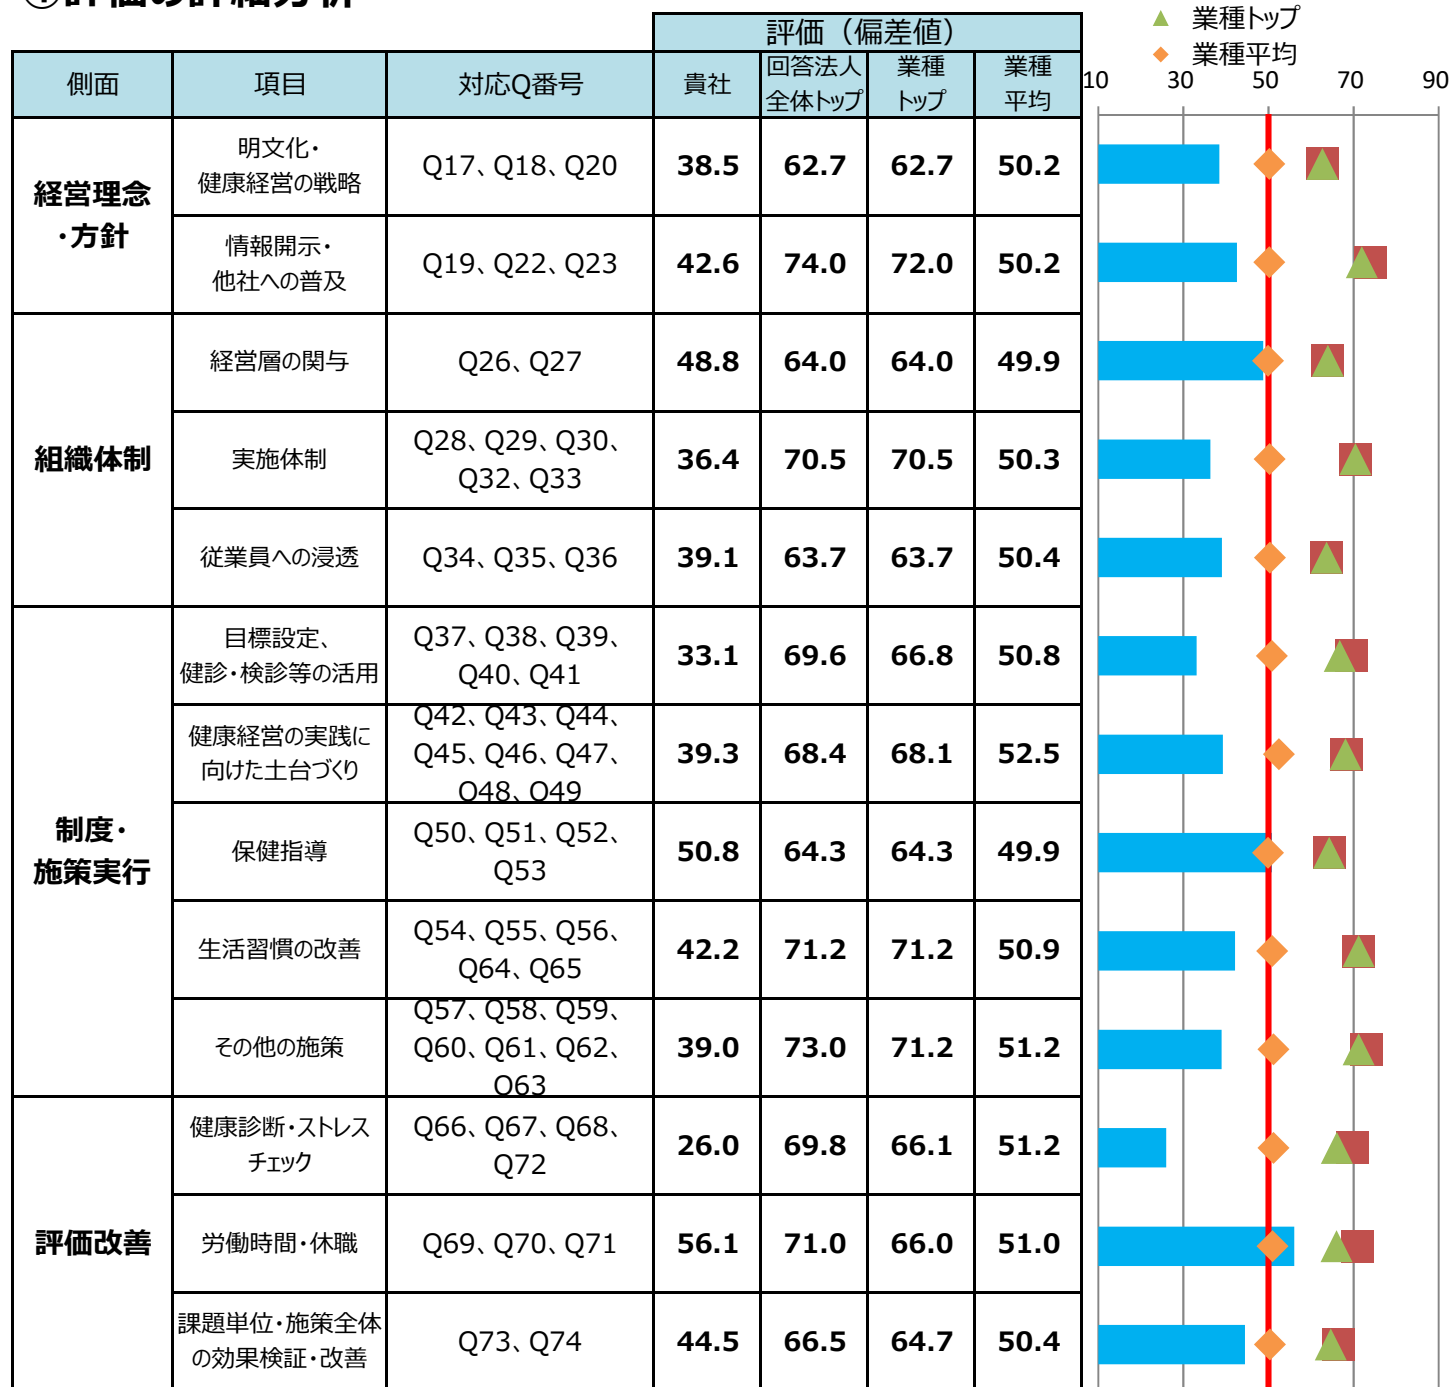 ①評価の詳細分析
業種トップ
業種平均
評価（偏差値）
側面 項目 対応Q番号 貴社 回答法人全体トップ 業種トップ 業種平均
10 30 50 70 90
経営理念・方針
明文化・健康経営の戦略 Q17、Q18、Q20 38.5 62.7 62.7 50.2
情報開示・他社への普及 Q19、Q22、Q23 42.6 74.0 72.0 50.2
組織体制
経営層の関与 Q26、Q27 48.8 64.0 64.0 49.9
実施体制 Q28、Q29、Q30、Q32、Q33 36.4 70.5 70.5 50.3
従業員への浸透 Q34、Q35、Q36 39.1 63.7 63.7 50.4
制度・施策実行
目標設定、健診・検診等の活用 Q37、Q38、Q39、Q40、Q41 33.1 69.6 66.8 50.8
健康経営の実践に向けた土台づくり Q42、Q43、Q44、Q45、Q46、Q47、Q48、Q49 39.3 68.4 68.1 52.5
保健指導 Q50、Q51、Q52、Q53 50.8 64.3 64.3 49.9
生活習慣の改善 Q54、Q55、Q56、Q64、Q65 42.2 71.2 71.2 50.9
その他の施策 Q57、Q58、Q59、Q60、Q61、Q62、Q63 39.0 73.0 71.2 51.2
評価改善
健康診断・ストレスチェック Q66、Q67、Q68、Q72 26.0 69.8 66.1 51.2
労働時間・休職 Q69、Q70、Q71 56.1 71.0 66.0 51.0
課題単位・施策全体の効果検証・改善 Q73、Q74 44.5 66.5 64.7 50.4